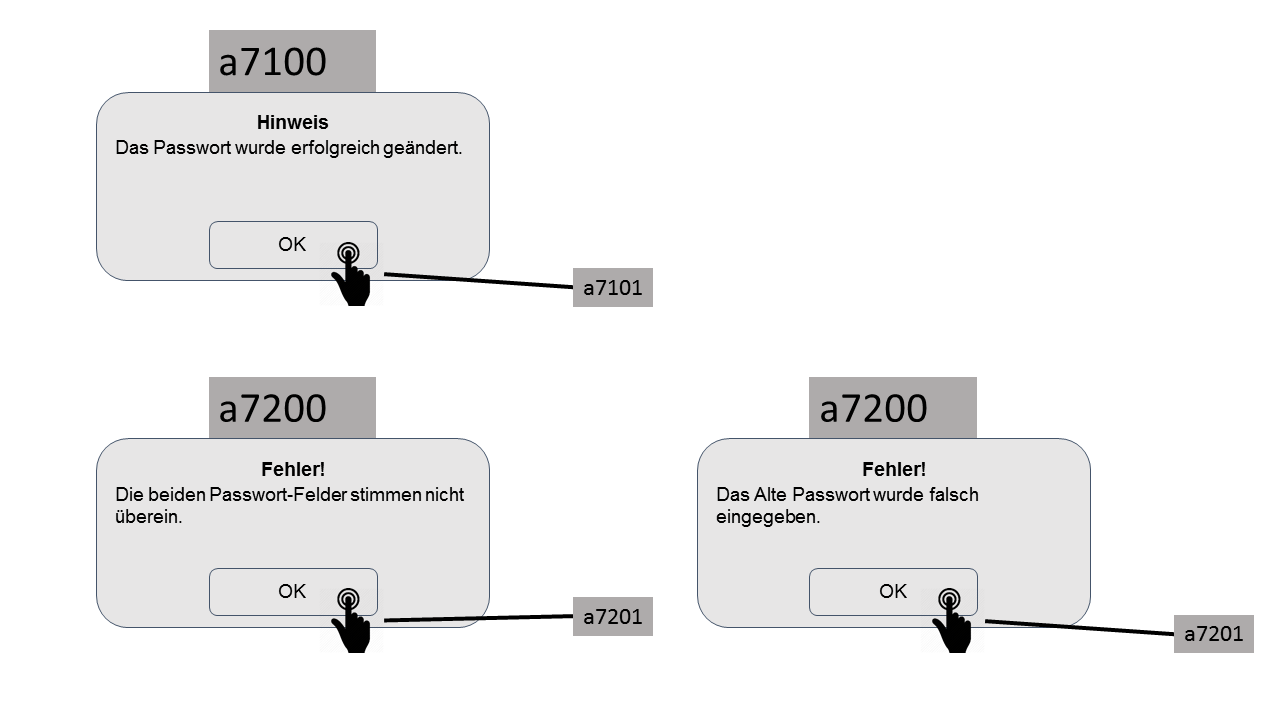 a7100
Hinweis
Das Passwort wurde erfolgreich geändert.
OK
a7101
a7200
Fehler!
Die beiden Passwort-Felder stimmen nicht
überein.
OK
a7201
a7200
Fehler!
Das Alte Passwort wurde falsch
eingegeben.
OK
a7201